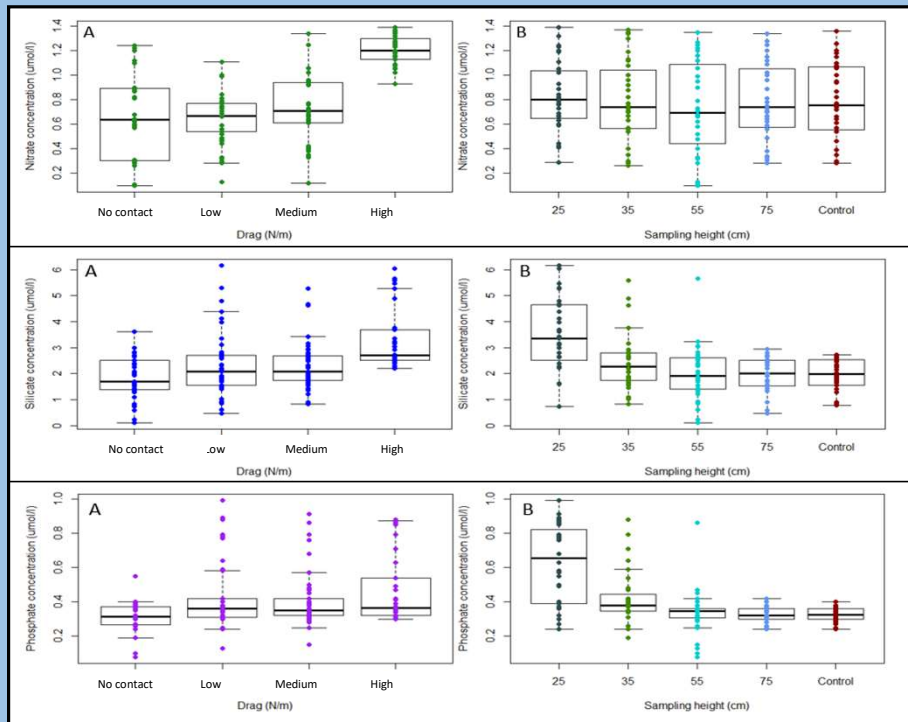 A
Nitrate concentration (umol/l)
0.2 0.4 0.6 0.8 1.0 1.2 1.4
No contact Low Medium High
Drag (N/m)
B
Nitrate concentration (umol/l)
0.2 0.4 0.6 0.8 1.0 1.2 1.4
25 35 55 75 Control
Sampling height (cm)
A
Silicate concentration (umol/l)
0 1 2 3 4 5 6
No contact .ow Medium High
Drag (N/m)
B
Silicate concentration (umol/l)
0 1 2 3 4 5 6
25 35 55 75 Control
Sampling height (cm)
A
Phosphate concentration (umol/l)
0.2 0.4 0.6 0.8 1.0
No contact Low Medium High
Drag (N/m)
B
Phosphate concentration (umol/l)
0.2 0.4 0.6 0.8 1.0
25 35 55 75 Control
Sampling height (cm)